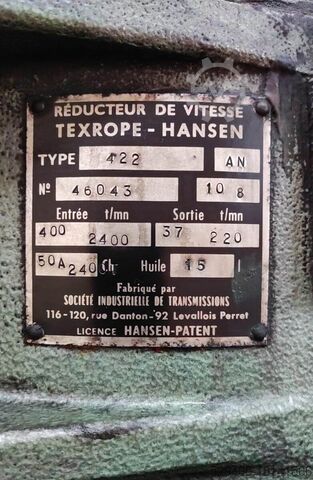 RÉDUCTEUR DE VITESSE
TEXROPE - HANSEN
TYPE 422 AN
Nº 46043 10 8
Entrée t/mn Sortie t/mn
400 2400 37 220
50A240 Ch Huile 15 l
Fabriqué par
SOCIÉTÉ INDUSTRIELLE DE TRANSMISSIONS
116-120, rue Danton-92 Levallois Perret
LICENCE HANSEN-PATENT